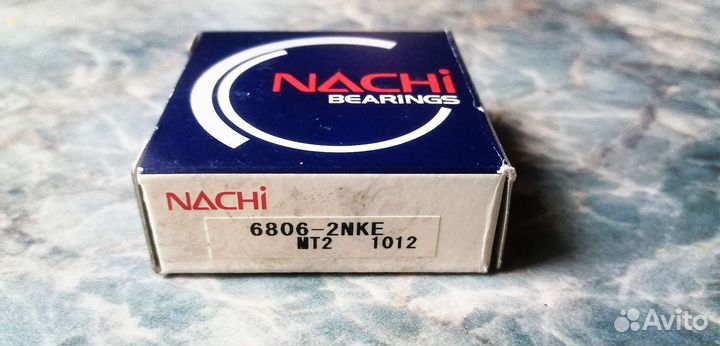 NACHi
BEARINGS
NACHi
6806-2NKE
MT2 1012
Avito